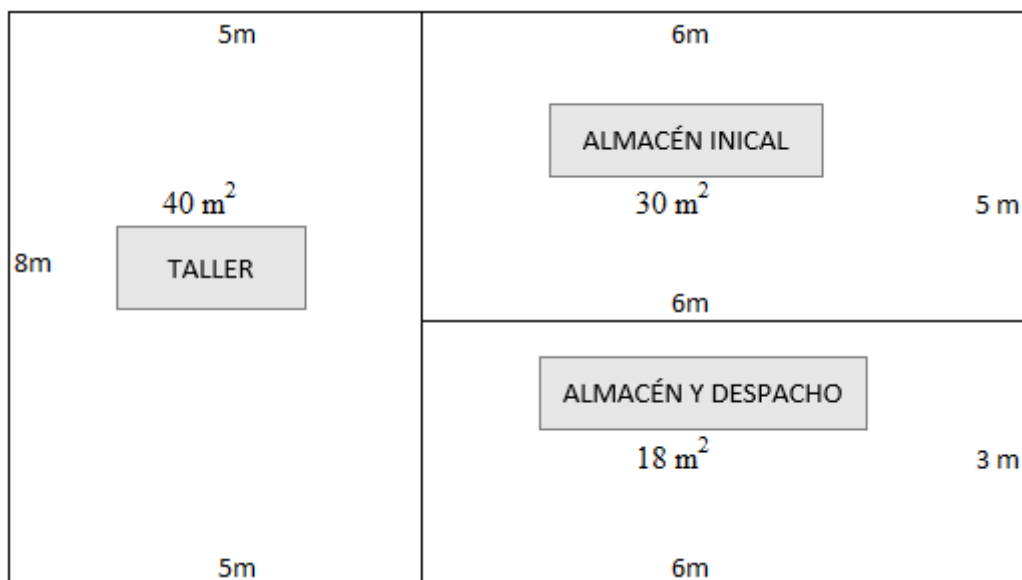 5m
6m
ALMACÉN INICAL
40 m²
30 m²
5 m
8m
TALLER
6m
ALMACÉN Y DESPACHO
18 m²
3 m
5m
6m